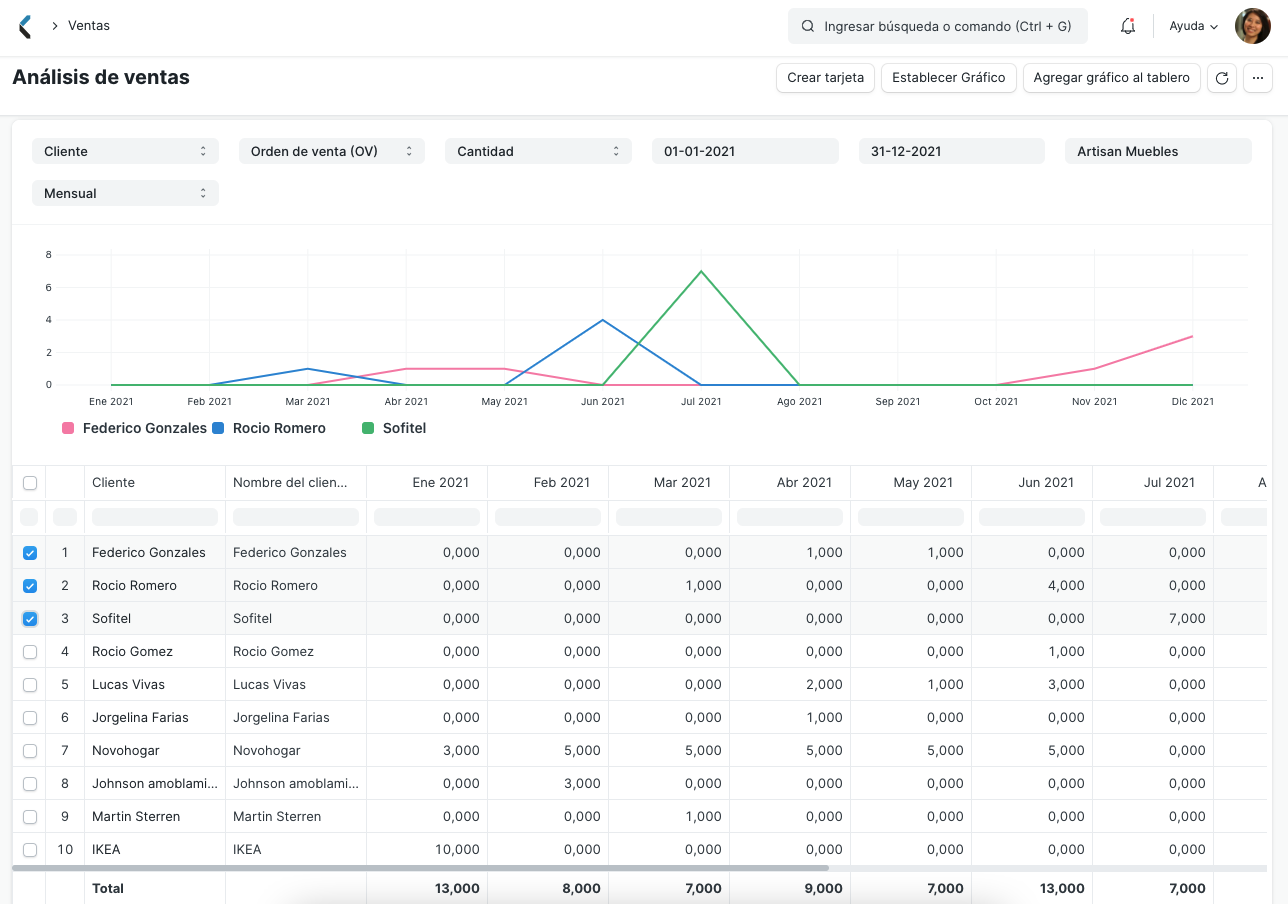 Ventas
Ingresar búsqueda o comando (Ctrl + G)
Ayuda
Análisis de ventas
Crear tarjeta
Establecer Gráfico
Agregar gráfico al tablero
Cliente Orden de venta (OV) Cantidad 01-01-2021 31-12-2021 Artisan Muebles
Mensual
8
6
4
2
0
Ene 2021 Feb 2021 Mar 2021 Abr 2021 May 2021 Jun 2021 Jul 2021 Ago 2021 Sep 2021 Oct 2021 Nov 2021 Dic 2021
Federico Gonzales Rocio Romero Sofitel
Cliente Nombre del clien... Ene 2021 Feb 2021 Mar 2021 Abr 2021 May 2021 Jun 2021 Jul 2021 A
1 Federico Gonzales Federico Gonzales 0,000 0,000 0,000 1,000 1,000 0,000 0,000
2 Rocio Romero Rocio Romero 0,000 0,000 1,000 0,000 0,000 4,000 0,000
3 Sofitel Sofitel 0,000 0,000 0,000 0,000 0,000 0,000 7,000
4 Rocio Gomez Rocio Gomez 0,000 0,000 0,000 0,000 0,000 1,000 0,000
5 Lucas Vivas Lucas Vivas 0,000 0,000 0,000 2,000 1,000 3,000 0,000
6 Jorgelina Farias Jorgelina Farias 0,000 0,000 0,000 1,000 0,000 0,000 0,000
7 Novohogar Novohogar 3,000 5,000 5,000 5,000 5,000 5,000 0,000
8 Johnson amoblami... Johnson amoblami... 0,000 3,000 0,000 0,000 0,000 0,000 0,000
9 Martin Sterren Martin Sterren 0,000 0,000 1,000 0,000 0,000 0,000 0,000
10 IKEA IKEA 10,000 0,000 0,000 0,000 0,000 0,000 0,000
Total 13,000 8,000 7,000 9,000 7,000 13,000 7,000